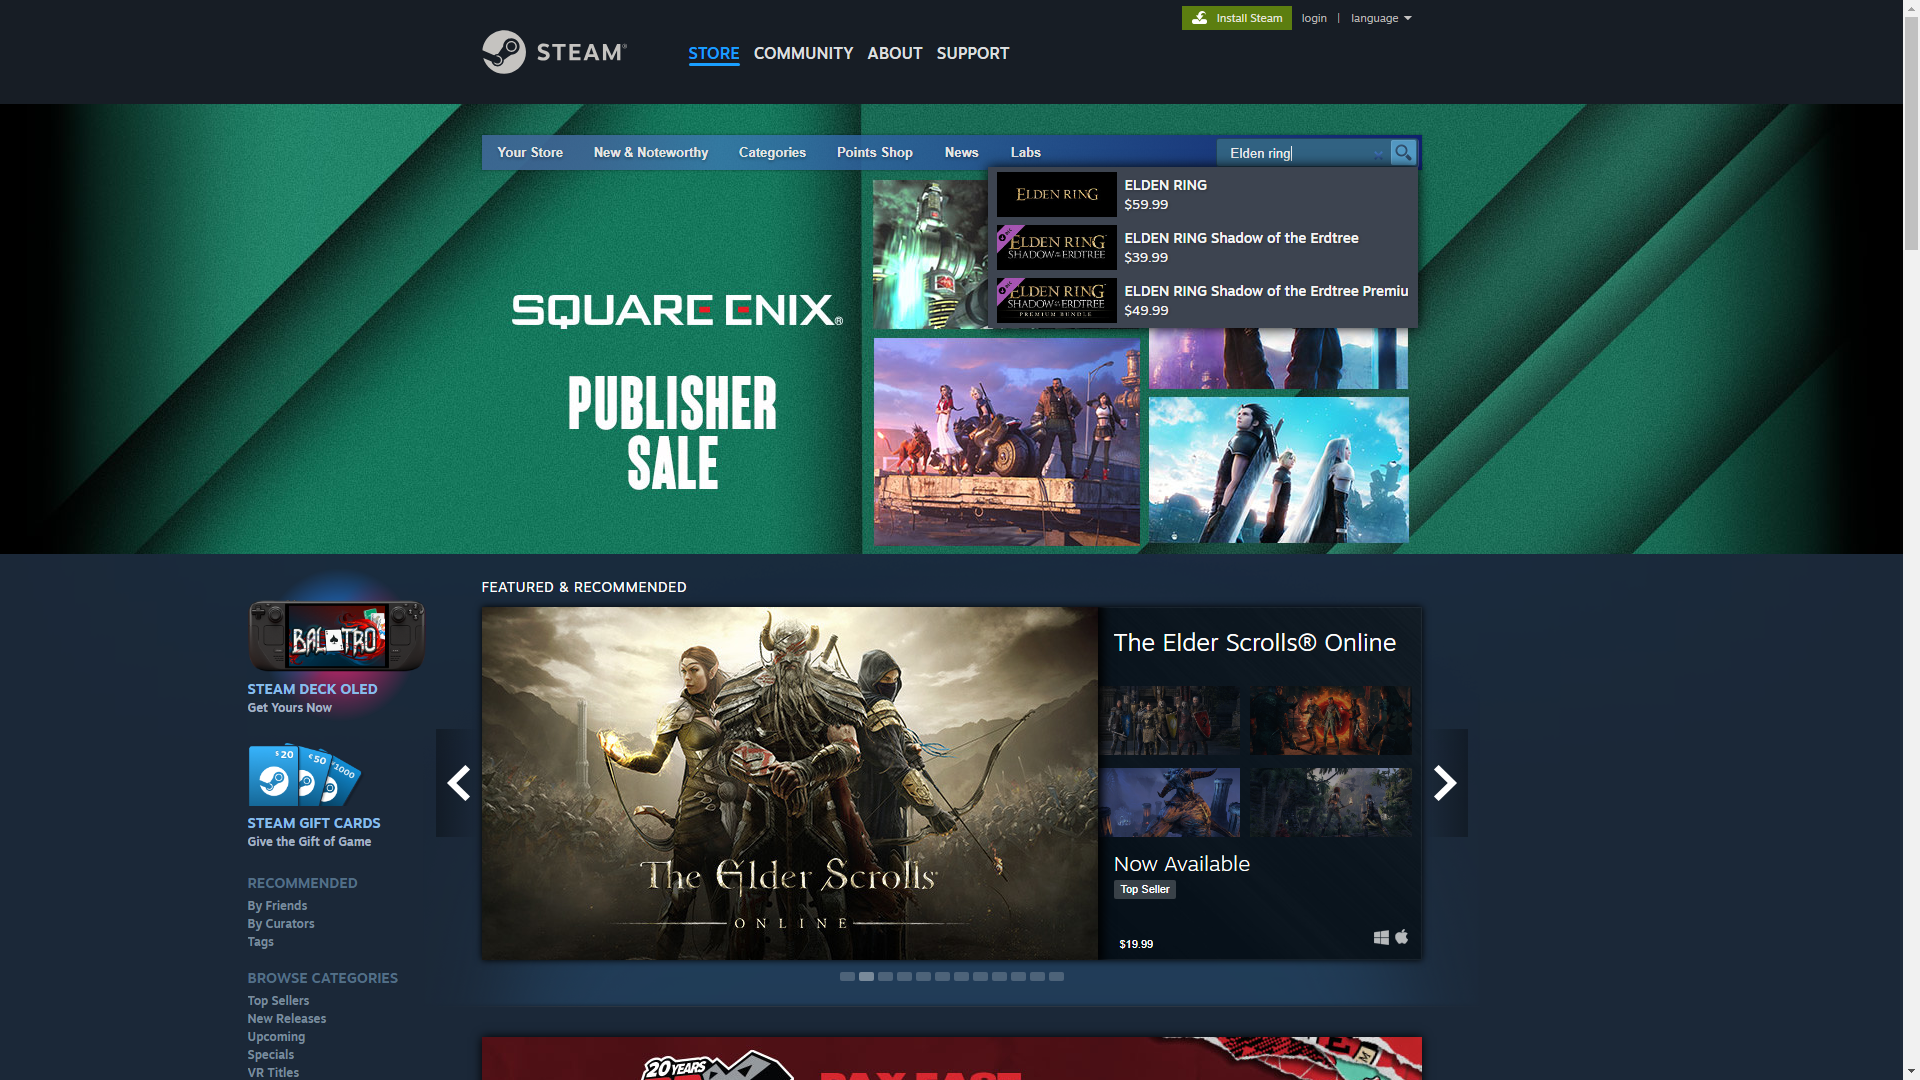 Install Steam
login | language
STEAM®
STORE COMMUNITY ABOUT SUPPORT
Your Store New & Noteworthy Categories Points Shop News Labs
Elden ring
ELDEN RING
ELDEN RING
$59.99
ELDEN RING
SHADOW OF THE ERDTREE
ELDEN RING Shadow of the Erdtree
$39.99
ELDEN RING
SHADOW OF THE ERDTREE
PREMIUM BUNDLE
ELDEN RING Shadow of the Erdtree Premiu
$49.99
SQUARE ENIX®
PUBLISHER
SALE
FEATURED & RECOMMENDED
BALATRO
STEAM DECK OLED
Get Yours Now
$20
€50
STEAM GIFT CARDS
Give the Gift of Game
RECOMMENDED
By Friends
By Curators
Tags
BROWSE CATEGORIES
Top Sellers
New Releases
Upcoming
Specials
VR Titles
The Elder Scrolls
ONLINE
The Elder Scrolls® Online
Now Available
Top Seller
$19.99
20 YEARS
PAX EAST